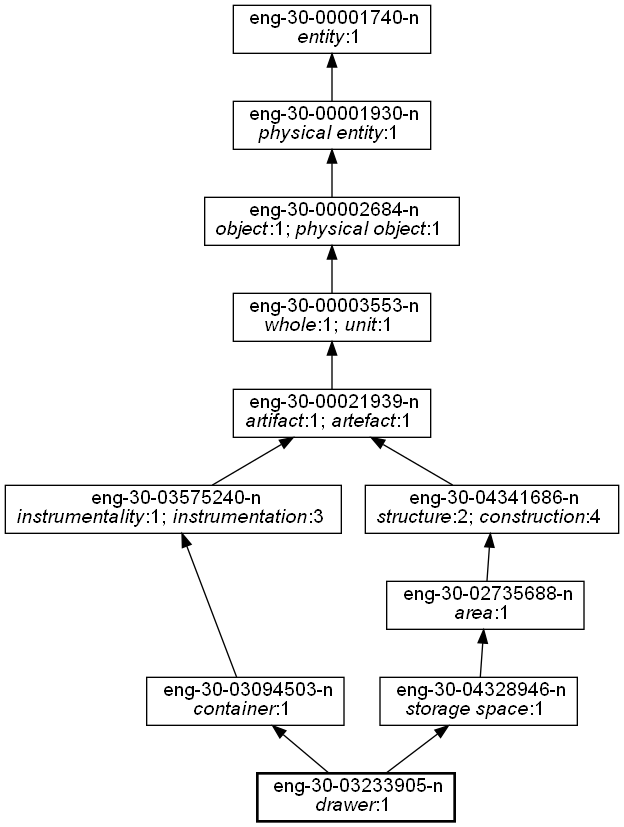 eng-30-00001740-n
entity:1
eng-30-00001930-n
physical entity:1
eng-30-00002684-n
object:1; physical object:1
eng-30-00003553-n
whole:1; unit:1
eng-30-00021939-n
artifact:1; artefact:1
eng-30-03575240-n
instrumentality:1; instrumentation:3
eng-30-04341686-n
structure:2; construction:4
eng-30-02735688-n
area:1
eng-30-03094503-n
container:1
eng-30-04328946-n
storage space:1
eng-30-03233905-n
drawer:1